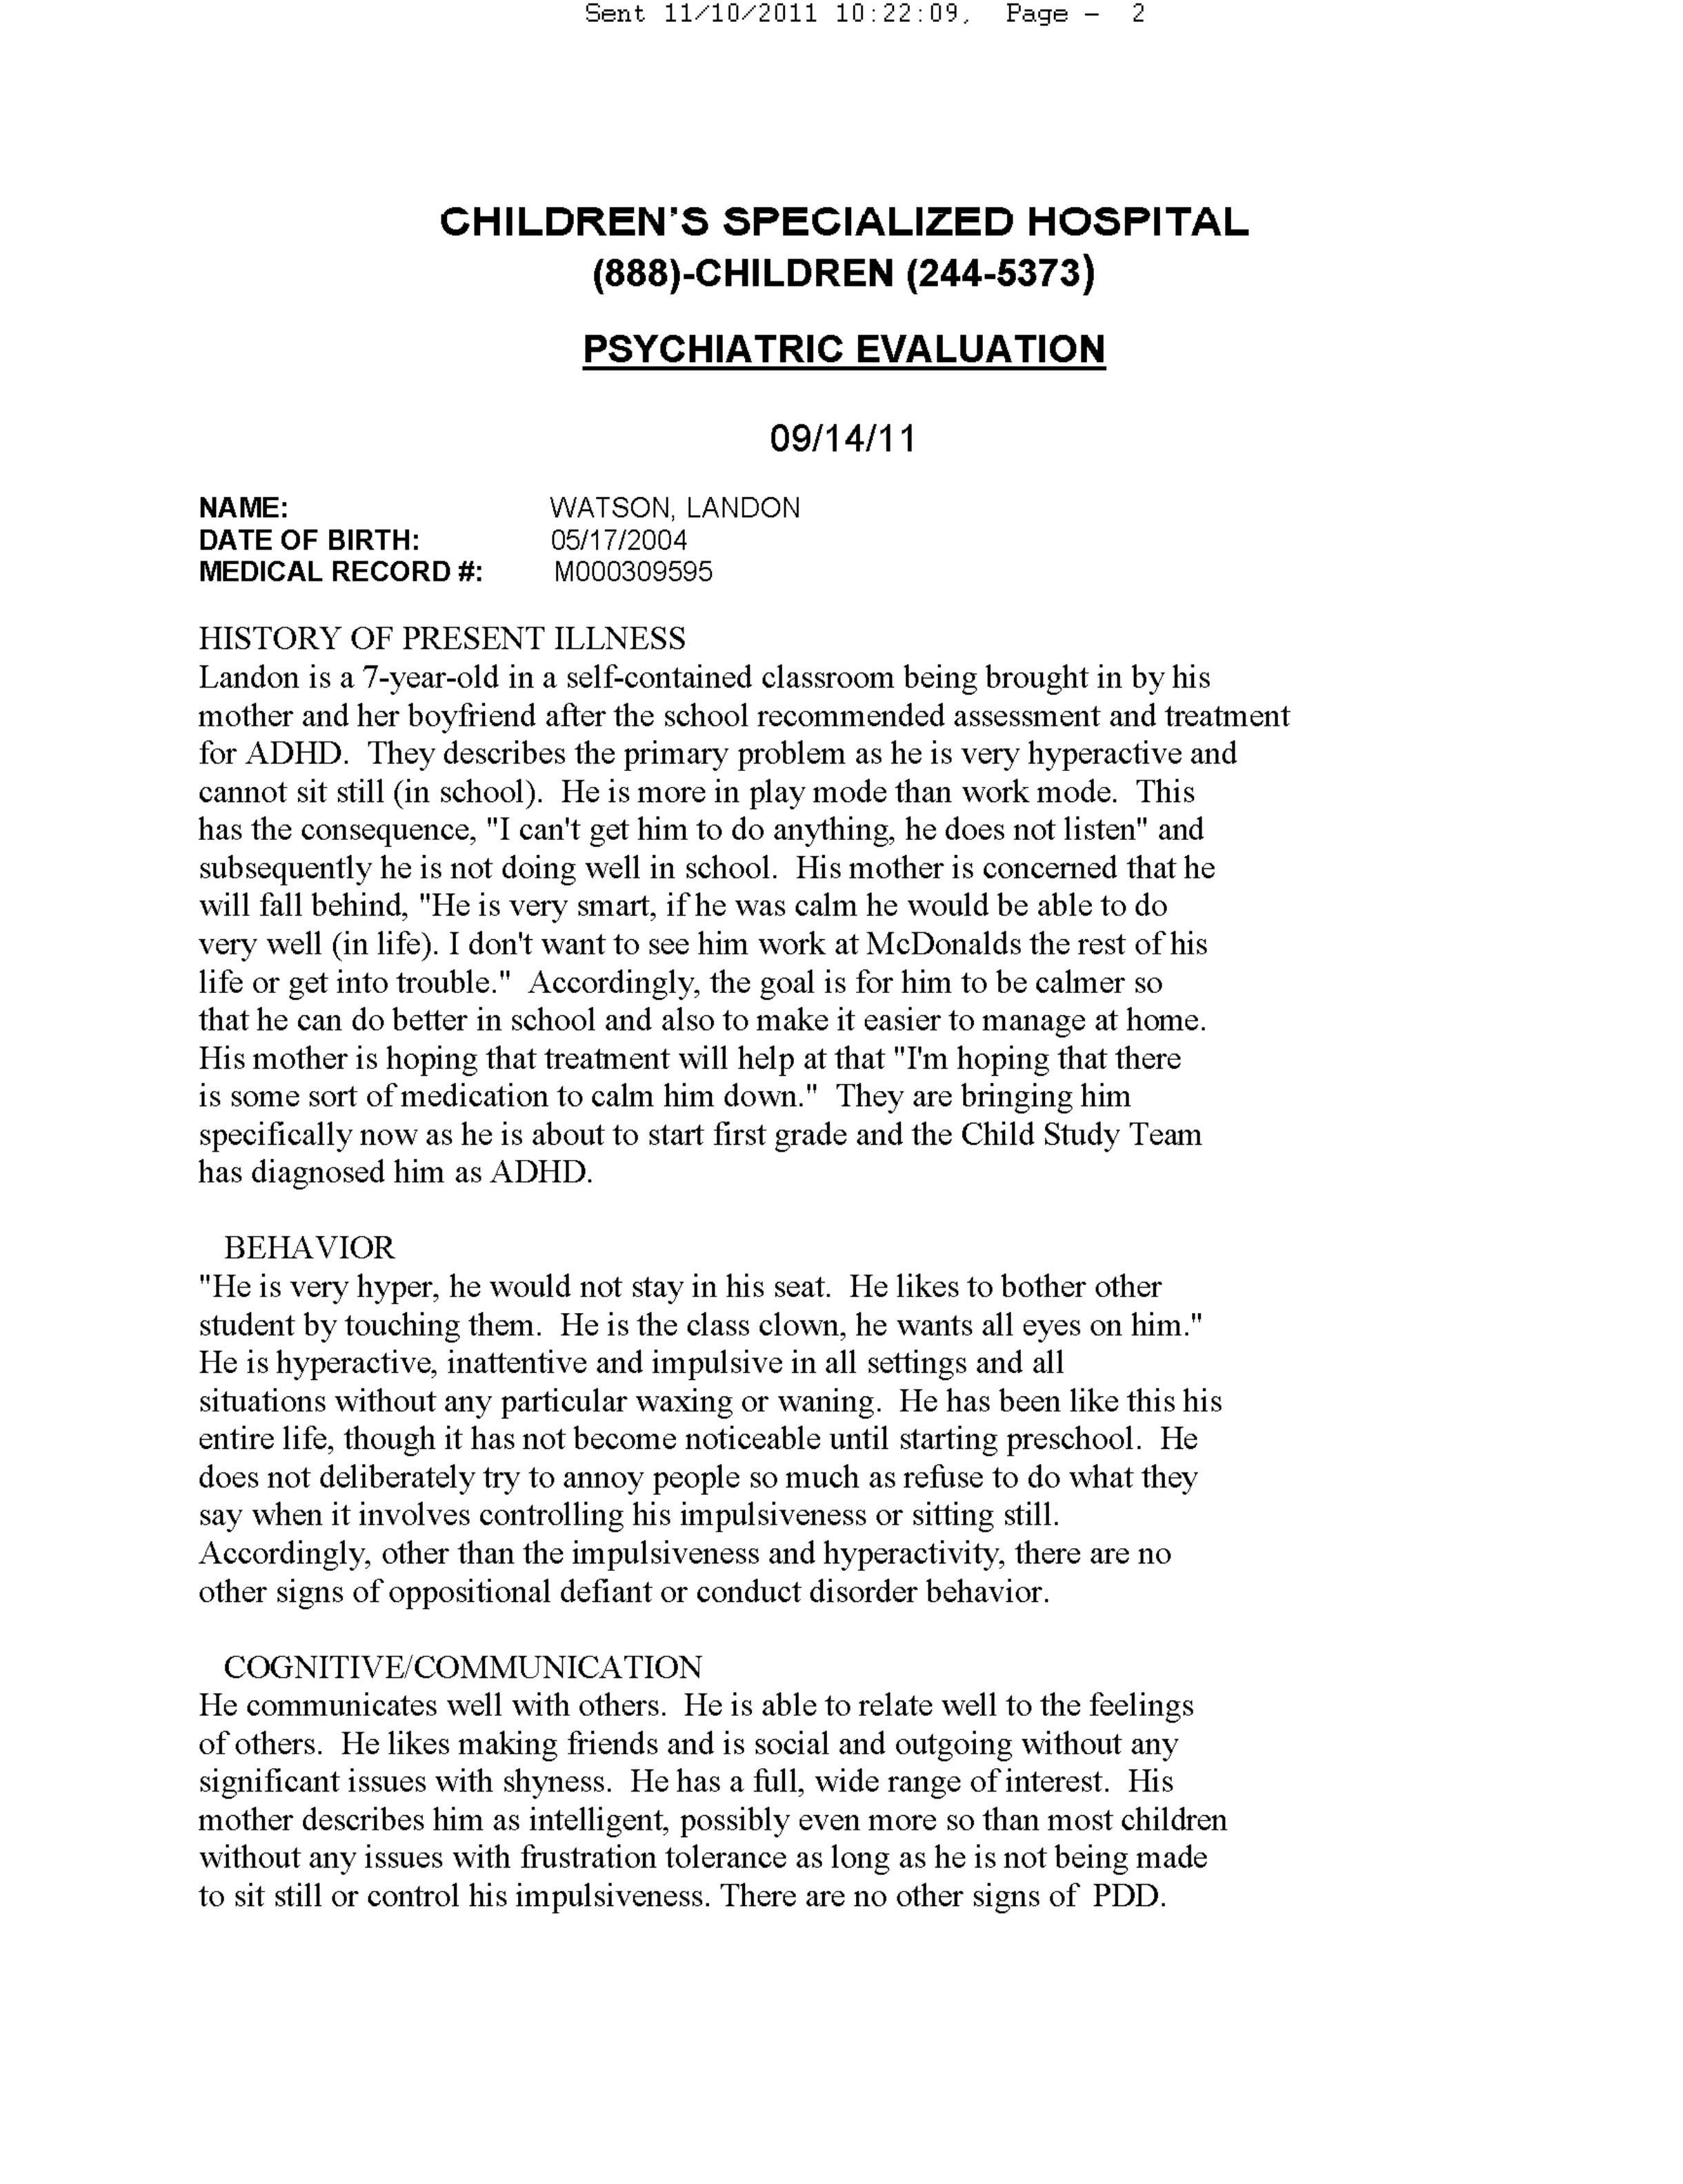 Sent 11/10/2011 10:22:09, Page - 2
CHILDREN'S SPECIALIZED HOSPITAL
(888)-CHILDREN (244-5373)
PSYCHIATRIC EVALUATION
09/14/11
NAME: WATSON, LANDON
DATE OF BIRTH: 05/17/2004
MEDICAL RECORD #: M000309595
HISTORY OF PRESENT ILLNESS
Landon is a 7-year-old in a self-contained classroom being brought in by his
mother and her boyfriend after the school recommended assessment and treatment
for ADHD. They describes the primary problem as he is very hyperactive and
cannot sit still (in school). He is more in play mode than work mode. This
has the consequence, "I can't get him to do anything, he does not listen" and
subsequently he is not doing well in school. His mother is concerned that he
will fall behind, "He is very smart, if he was calm he would be able to do
very well (in life). I don't want to see him work at McDonalds the rest of his
life or get into trouble." Accordingly, the goal is for him to be calmer so
that he can do better in school and also to make it easier to manage at home.
His mother is hoping that treatment will help at that "I'm hoping that there
is some sort of medication to calm him down." They are bringing him
specifically now as he is about to start first grade and the Child Study Team
has diagnosed him as ADHD.
BEHAVIOR
"He is very hyper, he would not stay in his seat. He likes to bother other
student by touching them. He is the class clown, he wants all eyes on him."
He is hyperactive, inattentive and impulsive in all settings and all
situations without any particular waxing or waning. He has been like this his
entire life, though it has not become noticeable until starting preschool. He
does not deliberately try to annoy people so much as refuse to do what they
say when it involves controlling his impulsiveness or sitting still.
Accordingly, other than the impulsiveness and hyperactivity, there are no
other signs of oppositional defiant or conduct disorder behavior.
COGNITIVE/COMMUNICATION
He communicates well with others. He is able to relate well to the feelings
of others. He likes making friends and is social and outgoing without any
significant issues with shyness. He has a full, wide range of interest. His
mother describes him as intelligent, possibly even more so than most children
without any issues with frustration tolerance as long as he is not being made
to sit still or control his impulsiveness. There are no other signs of PDD.